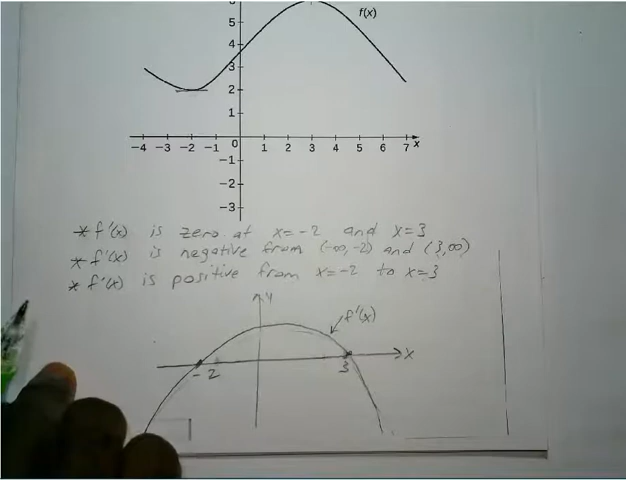 6
5
f(x)
4
3
2
1
-4 -3 -2 -1 0 1 2 3 4 5 6 7 x
-1
-2
-3
* f'(x) is zero at x=-2 and x=3
* f'(x) is negative from (-∞,-2) and (3,∞)
* f'(x) is positive from x=-2 to x=3
y
f'(x)
x
-2 3